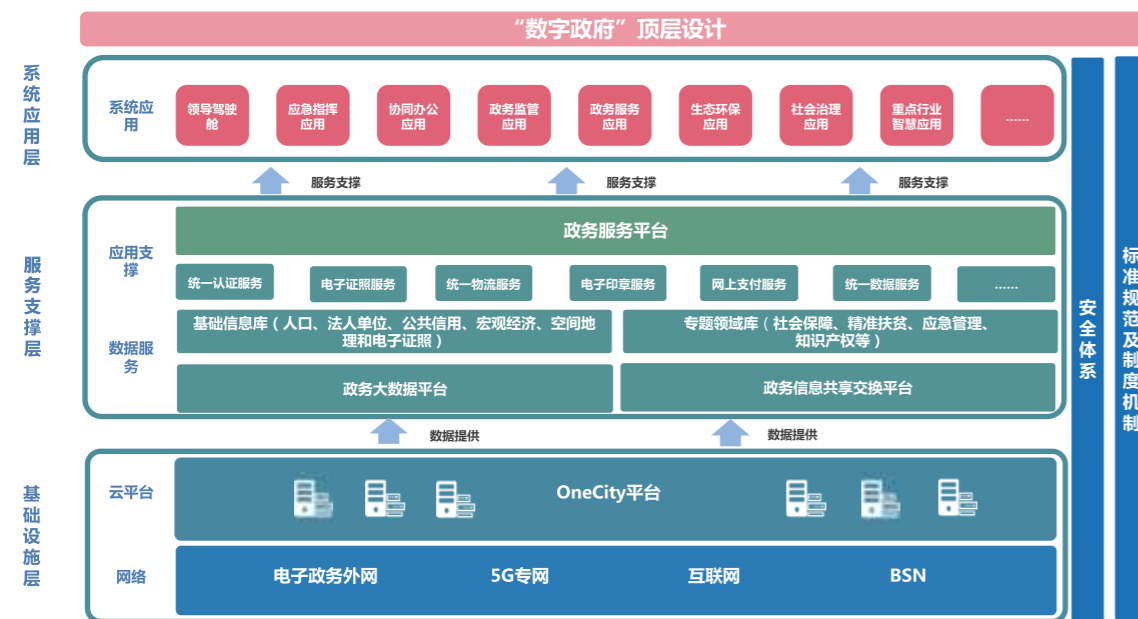 “数字政府”顶层设计
系统应用层
系统应
用
领导驾驶
舱
应急指挥
应用
协同办公
应用
政务监管
应用
政务服务
应用
生态环保
应用
社会治理
应用
重点行业
智慧应用
......
服务支撑
服务支撑
服务支撑
服务支撑层
应用支
撑
政务服务平台
统一认证服务
电子证照服务
统一物流服务
电子印章服务
网上支付服务
统一数据服务
......
数据服
务
基础信息库（人口、法人单位、公共信用、宏观经济、空间地
理和电子证照）
专题领域库（社会保障、精准扶贫、应急管理、
知识产权等）
政务大数据平台
政务信息共享交换平台
数据提供
数据提供
基础设施层
云平台
OneCity平台
网络
电子政务外网
5G专网
互联网
BSN
安全体系
标准规范及制度机制